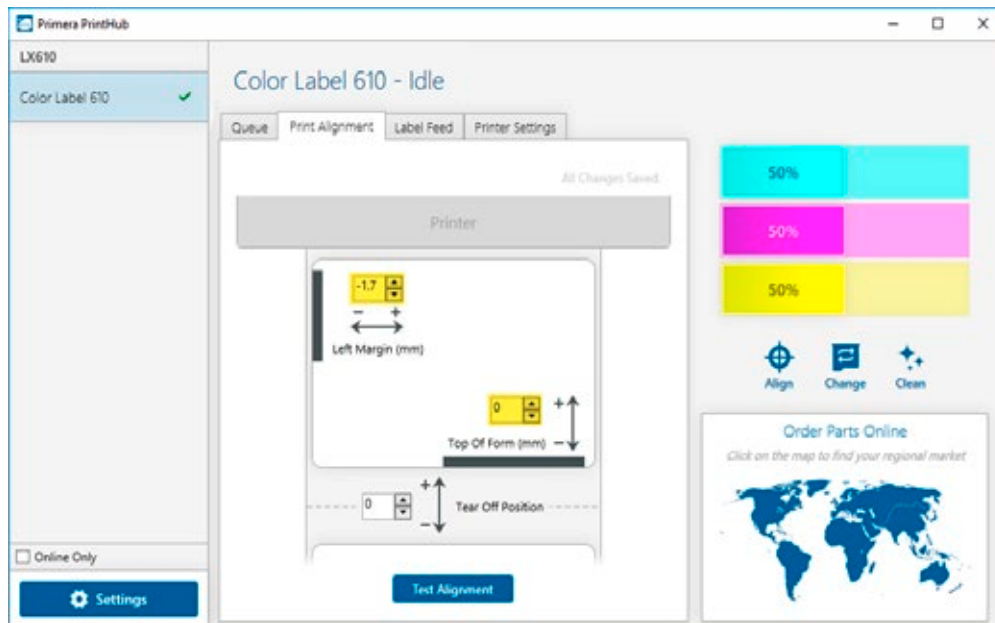 Primera PrintHub
LX610
Color Label 610
Color Label 610 - Idle
Queue
Print Alignment
Label Feed
Printer Settings
All Changes Saved.
Printer
-1.7
- +
Left Margin (mm)
0
+
Top Of Form (mm) -
0
+
Tear Off Position
-
Test Alignment
50%
50%
50%
Align
Change
Clean
Order Parts Online
Click on the map to find your regional market
Online Only
Settings